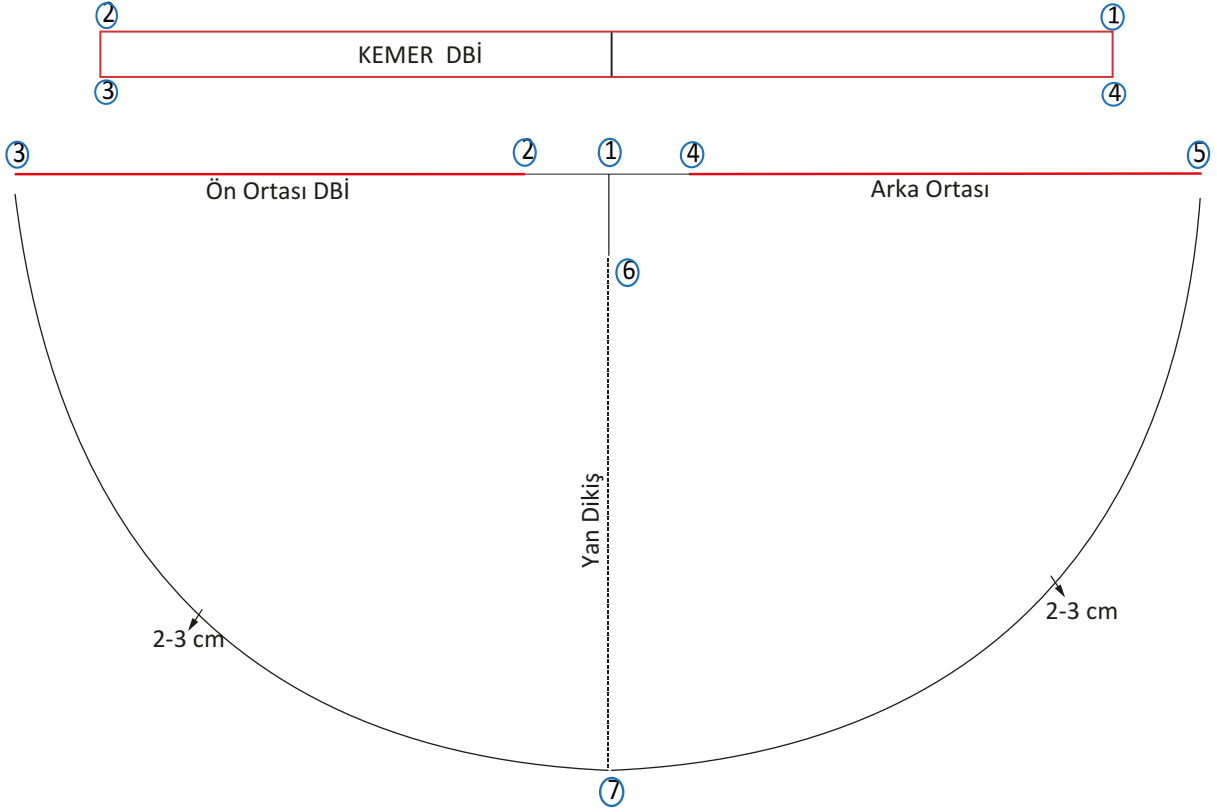 2
1
KEMER DBİ
3
4
3
2
1
4
5
Ön Ortası DBİ
Arka Ortası
6
Yan Dikiş
2-3 cm
2-3 cm
7